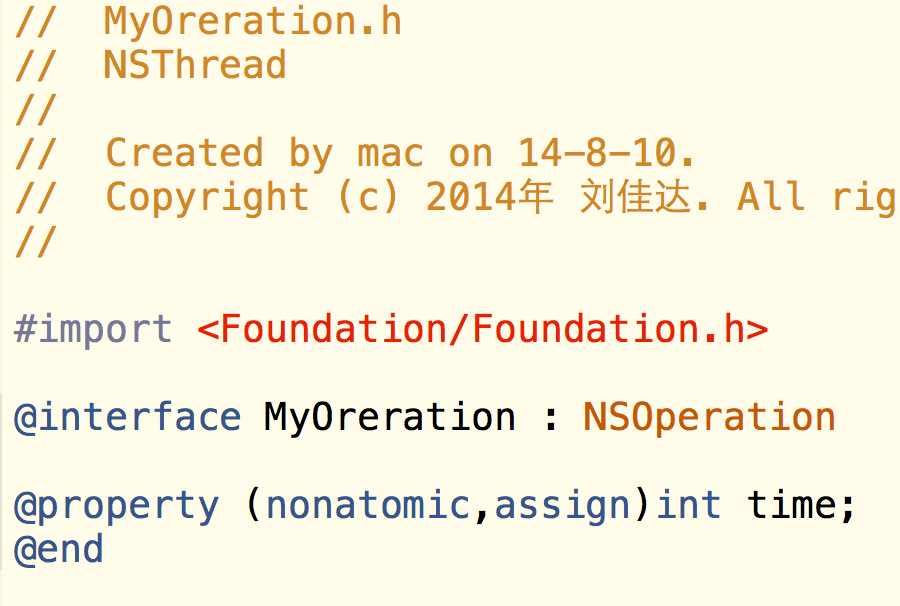 //  MyOreration.h
//  NSThread
//
//  Created by mac on 14-8-10.
//  Copyright (c) 2014年 刘佳达. All rig
//
#import <Foundation/Foundation.h>
@interface MyOreration : NSOperation
@property (nonatomic,assign)int time;
@end